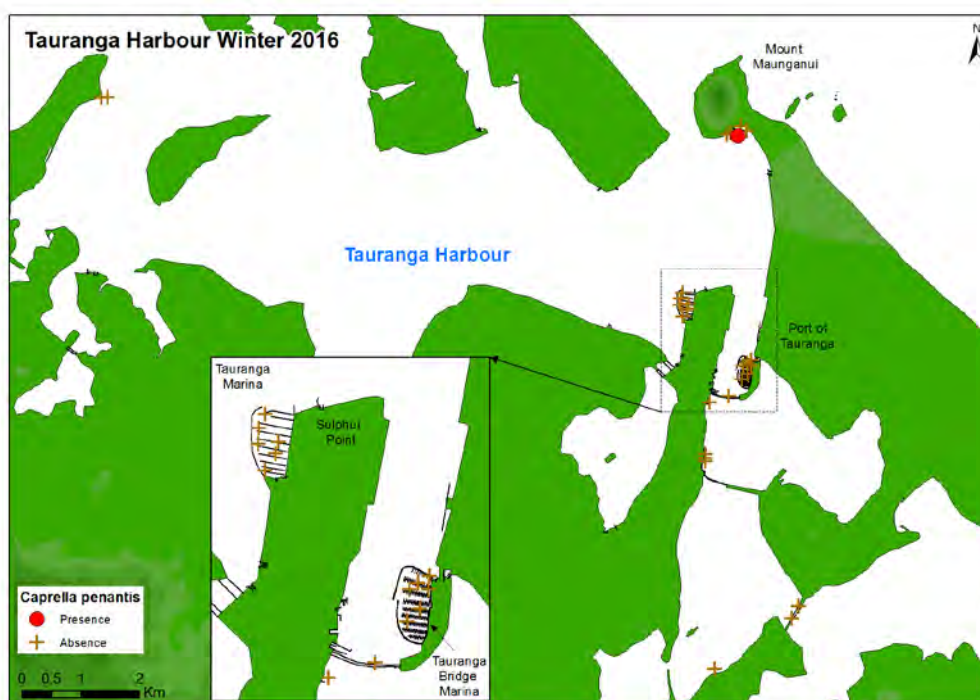 Tauranga Harbour Winter 2016
N
Mount
Maunganui
Tauranga Harbour
Port of
Tauranga
Tauranga
Marina
Sulphur
Point
Tauranga
Bridge
Marina
Caprella penantis
Presence
Absence
0 0.5 1 2
Km